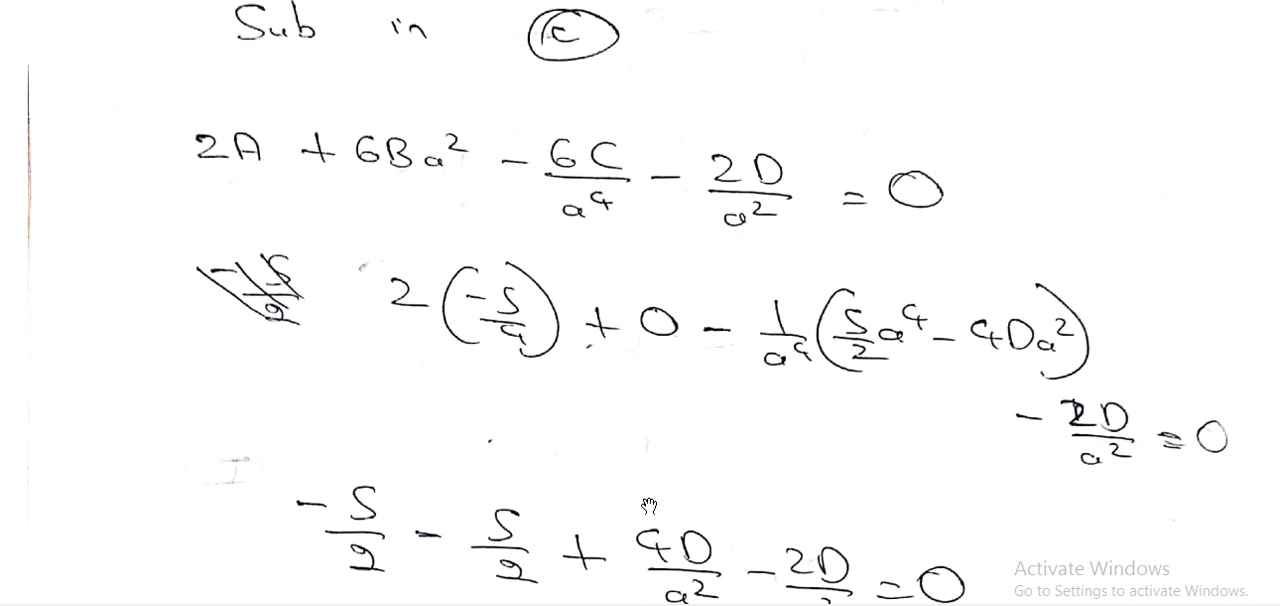 Sub in (E)
2A + 6Ba² - 6C/a⁴ - 2D/a² = 0
2(-S/4) + 0 - 1/a⁴ (S/2 a⁴ - 4Da²)
- 2D/a² = 0
-S/2 - S/2 + 4D/a² - 2D/a² = 0
Activate Windows
Go to Settings to activate Windows.